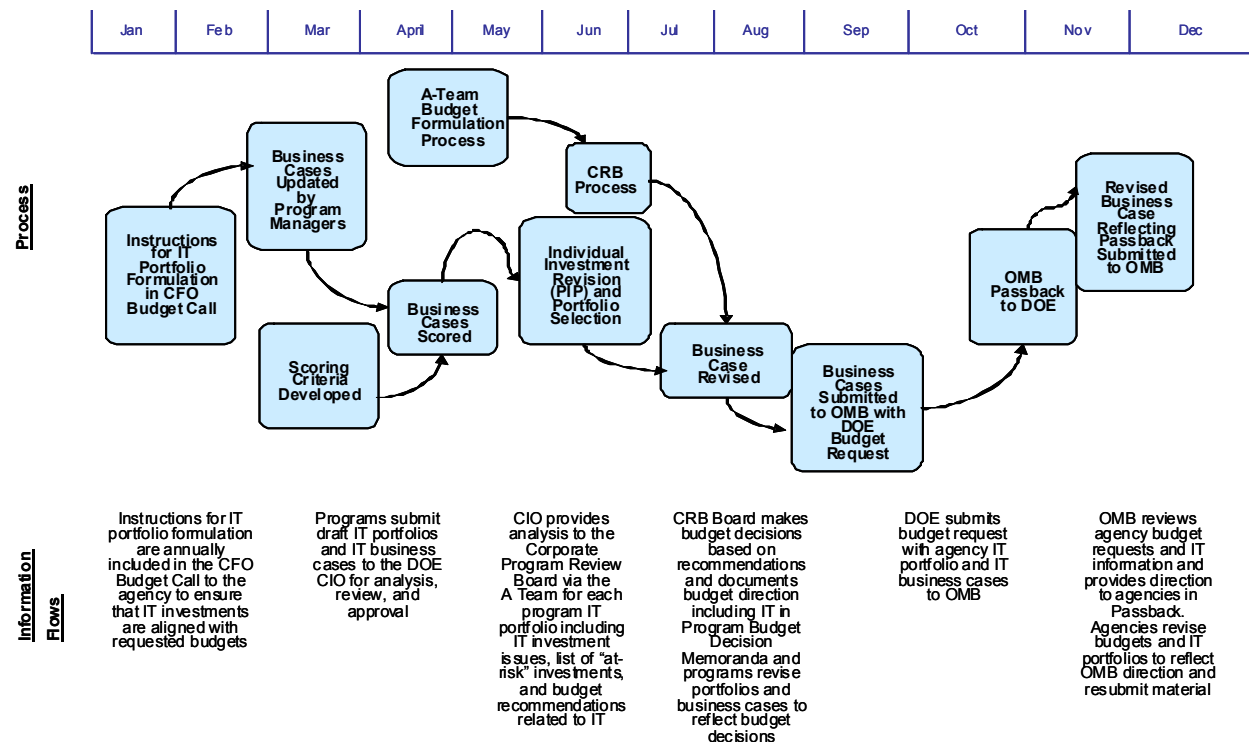 Jan
Feb
Mar
April
May
Jun
Jul
Aug
Sep
Oct
Nov
Dec
Process
Instructions
for IT
Portfolio
Formulation
in CFO
Budget Call
Business
Cases
Updated
by
Program
Managers
Scoring
Criteria
Developed
A-Team
Budget
Formulation
Process
Business
Cases
Scored
CRB
Process
Individual
Investment
Revision
(PIP) and
Portfolio
Selection
Business
Case
Revised
Business
Cases
Submitted
to OMB with
DOE
Budget
Request
OMB
Passback
to DOE
Revised
Business
Case
Reflecting
Passback
Submitted
to OMB
Information
Flows
Instructions for IT
portfolio formulation
are annually
included in the CFO
Budget Call to the
agency to ensure
that IT investments
are aligned with
requested budgets
Programs submit
draft IT portfolios
and IT business
cases to the DOE
CIO for analysis,
review, and
approval
CIO provides
analysis to the
Corporate
Program Review
Board via the
A Team for each
program IT
portfolio including
IT investment
issues, list of “at-
risk” investments,
and budget
recommendations
related to IT
CRB Board makes
budget decisions
based on
recommendations
and documents
budget direction
including IT in
Program Budget
Decision
Memoranda and
programs revise
portfolios and
business cases to
reflect budget
decisions
DOE submits
budget request
with agency IT
portfolio and IT
business cases
to OMB
OMB reviews
agency budget
requests and IT
information and
provides direction
to agencies in
Passback.
Agencies revise
budgets and IT
portfolios to reflect
OMB direction and
resubmit material